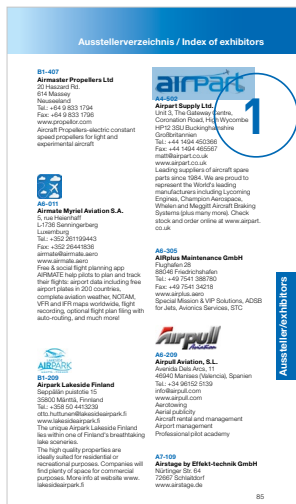 Ausstellerverzeichnis / Index of exhibitors
B1-407
Airmaster Propellers Ltd
20 Haszard Rd.
614 Massey
Neuseeland
Tel.: +64 9 833 1794
Fax: +64 9 833 1796
www.propellor.com
Aircraft Propellers-electric constant
speed propellers for light and
experimental aircraft
A6-011
Airmate Myriel Aviation S.A.
5, rue Hoenhaff
L-1736 Senningerberg
Luxemburg
Tel.: +352 261199443
Fax: +352 26441836
airmate@airmate.aero
www.airmate.aero
Free & social flight planning app
AIRMATE help pilots to plan and track
their flights: airport data including free
airport plates in 200 countries,
complete aviation weather, NOTAM,
VFR and IFR maps worldwide, flight
recording, optional flight plan filing with
auto-routing, and much more!
LAKESIDE
AIRPARK
B1-209
Airpark Lakeside Finland
Seppälän puistotie 15
35800 Mänttä, Finnland
Tel.: +358 50 4413239
otto.huttunen@lakesideairpark.fi
www.lakesideairpark.fi
The unique Airpark Lakeside Finland
lies within one of Finland's breathtaking
lake sceneries.
The high quality properties are
ideally suited for residential or
recreational purposes. Companies will
find plenty of space for commercial
purposes. More info at website www.
lakesideairpark.fi
airpart
A4-502
Airpart Supply Ltd.
Unit 3, The Gateway Centre,
Coronation Road, High Wycombe
HP12 3SU Buckinghamshire
Großbritannien
Tel.: +44 1494 450366
Fax: +44 1494 465567
matt@airpart.co.uk
www.airpart.co.uk
Leading suppliers of aircraft spare
parts since 1984. We are proud to
represent the World's leading
manufacturers including Lycoming
Engines, Champion Aerospace,
Whelen and Meggitt Aircraft Braking
Systems (plus many more). Check
stock and order online at www.airpart.
co.uk
1
A6-305
AIRplus Maintenance GmbH
Flughafen 28
88046 Friedrichshafen
Tel.: +49 7541 388780
Fax: +49 7541 34218
www.airplus.aero
Special Mission & VIP Solutions, ADSB
for Jets, Avionics Services, STC
Airpull
Aviation
A6-209
Airpull Aviation, S.L.
Avenida Dels Arcs, 11
46940 Manises (Valencia), Spanien
Tel.: +34 96152 5139
info@airpull.com
www.airpull.com
Aerotowing
Aerial publicity
Aircraft rental and management
Airport management
Professional pilot academy
A7-109
Airstage by Effekt-technik GmbH
Nürtinger Str. 64
72667 Schlaitdorf
www.airstage.de
Aussteller/exhibitors
85